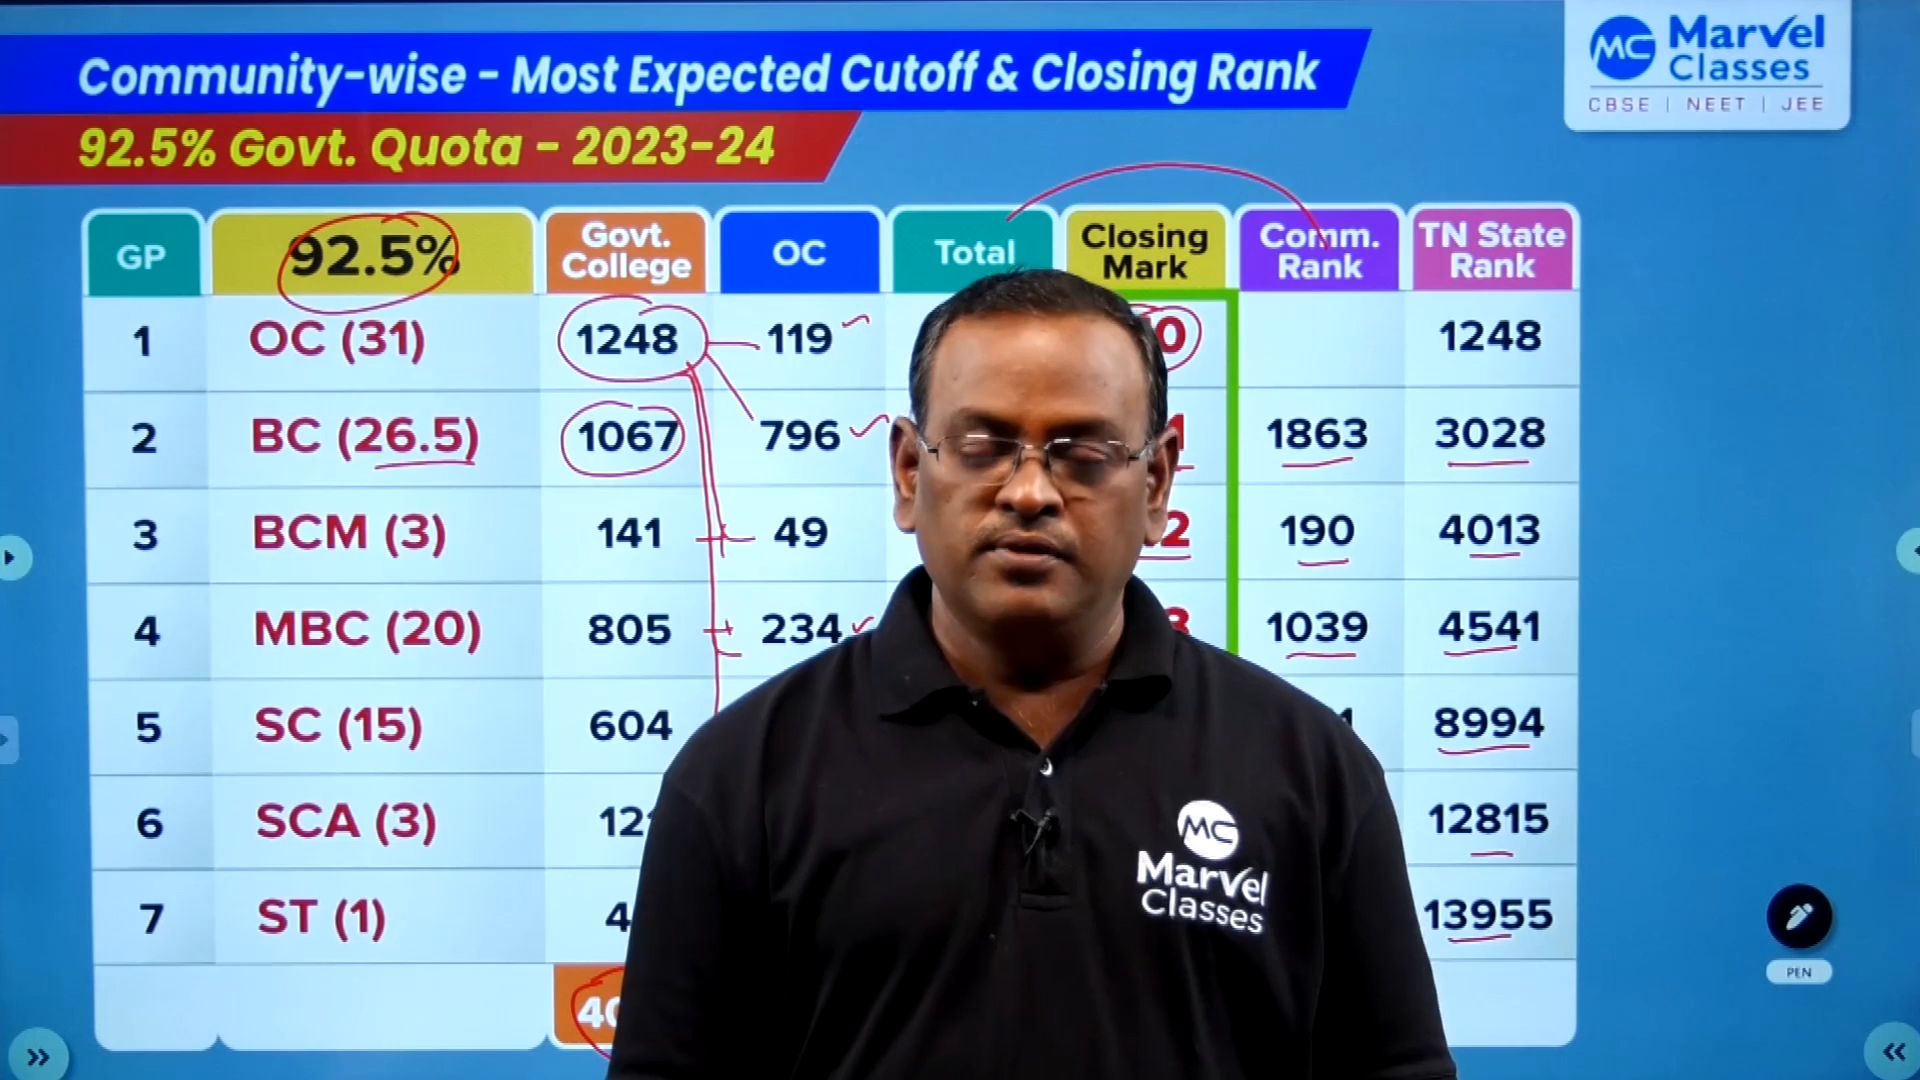 Community-wise - Most Expected Cutoff & Closing Rank
92.5% Govt. Quota - 2023-24
MC Marvel Classes
CBSE | NEET | JEE
GP 92.5% Govt. College OC Total Closing Mark Comm. Rank TN State Rank
1 OC (31) 1248 119 1248
2 BC (26.5) 1067 796 1863 3028
3 BCM (3) 141 49 190 4013
4 MBC (20) 805 234 1039 4541
5 SC (15) 604 8994
6 SCA (3) 12815
7 ST (1) 13955
MC
Marvel
Classes
PEN